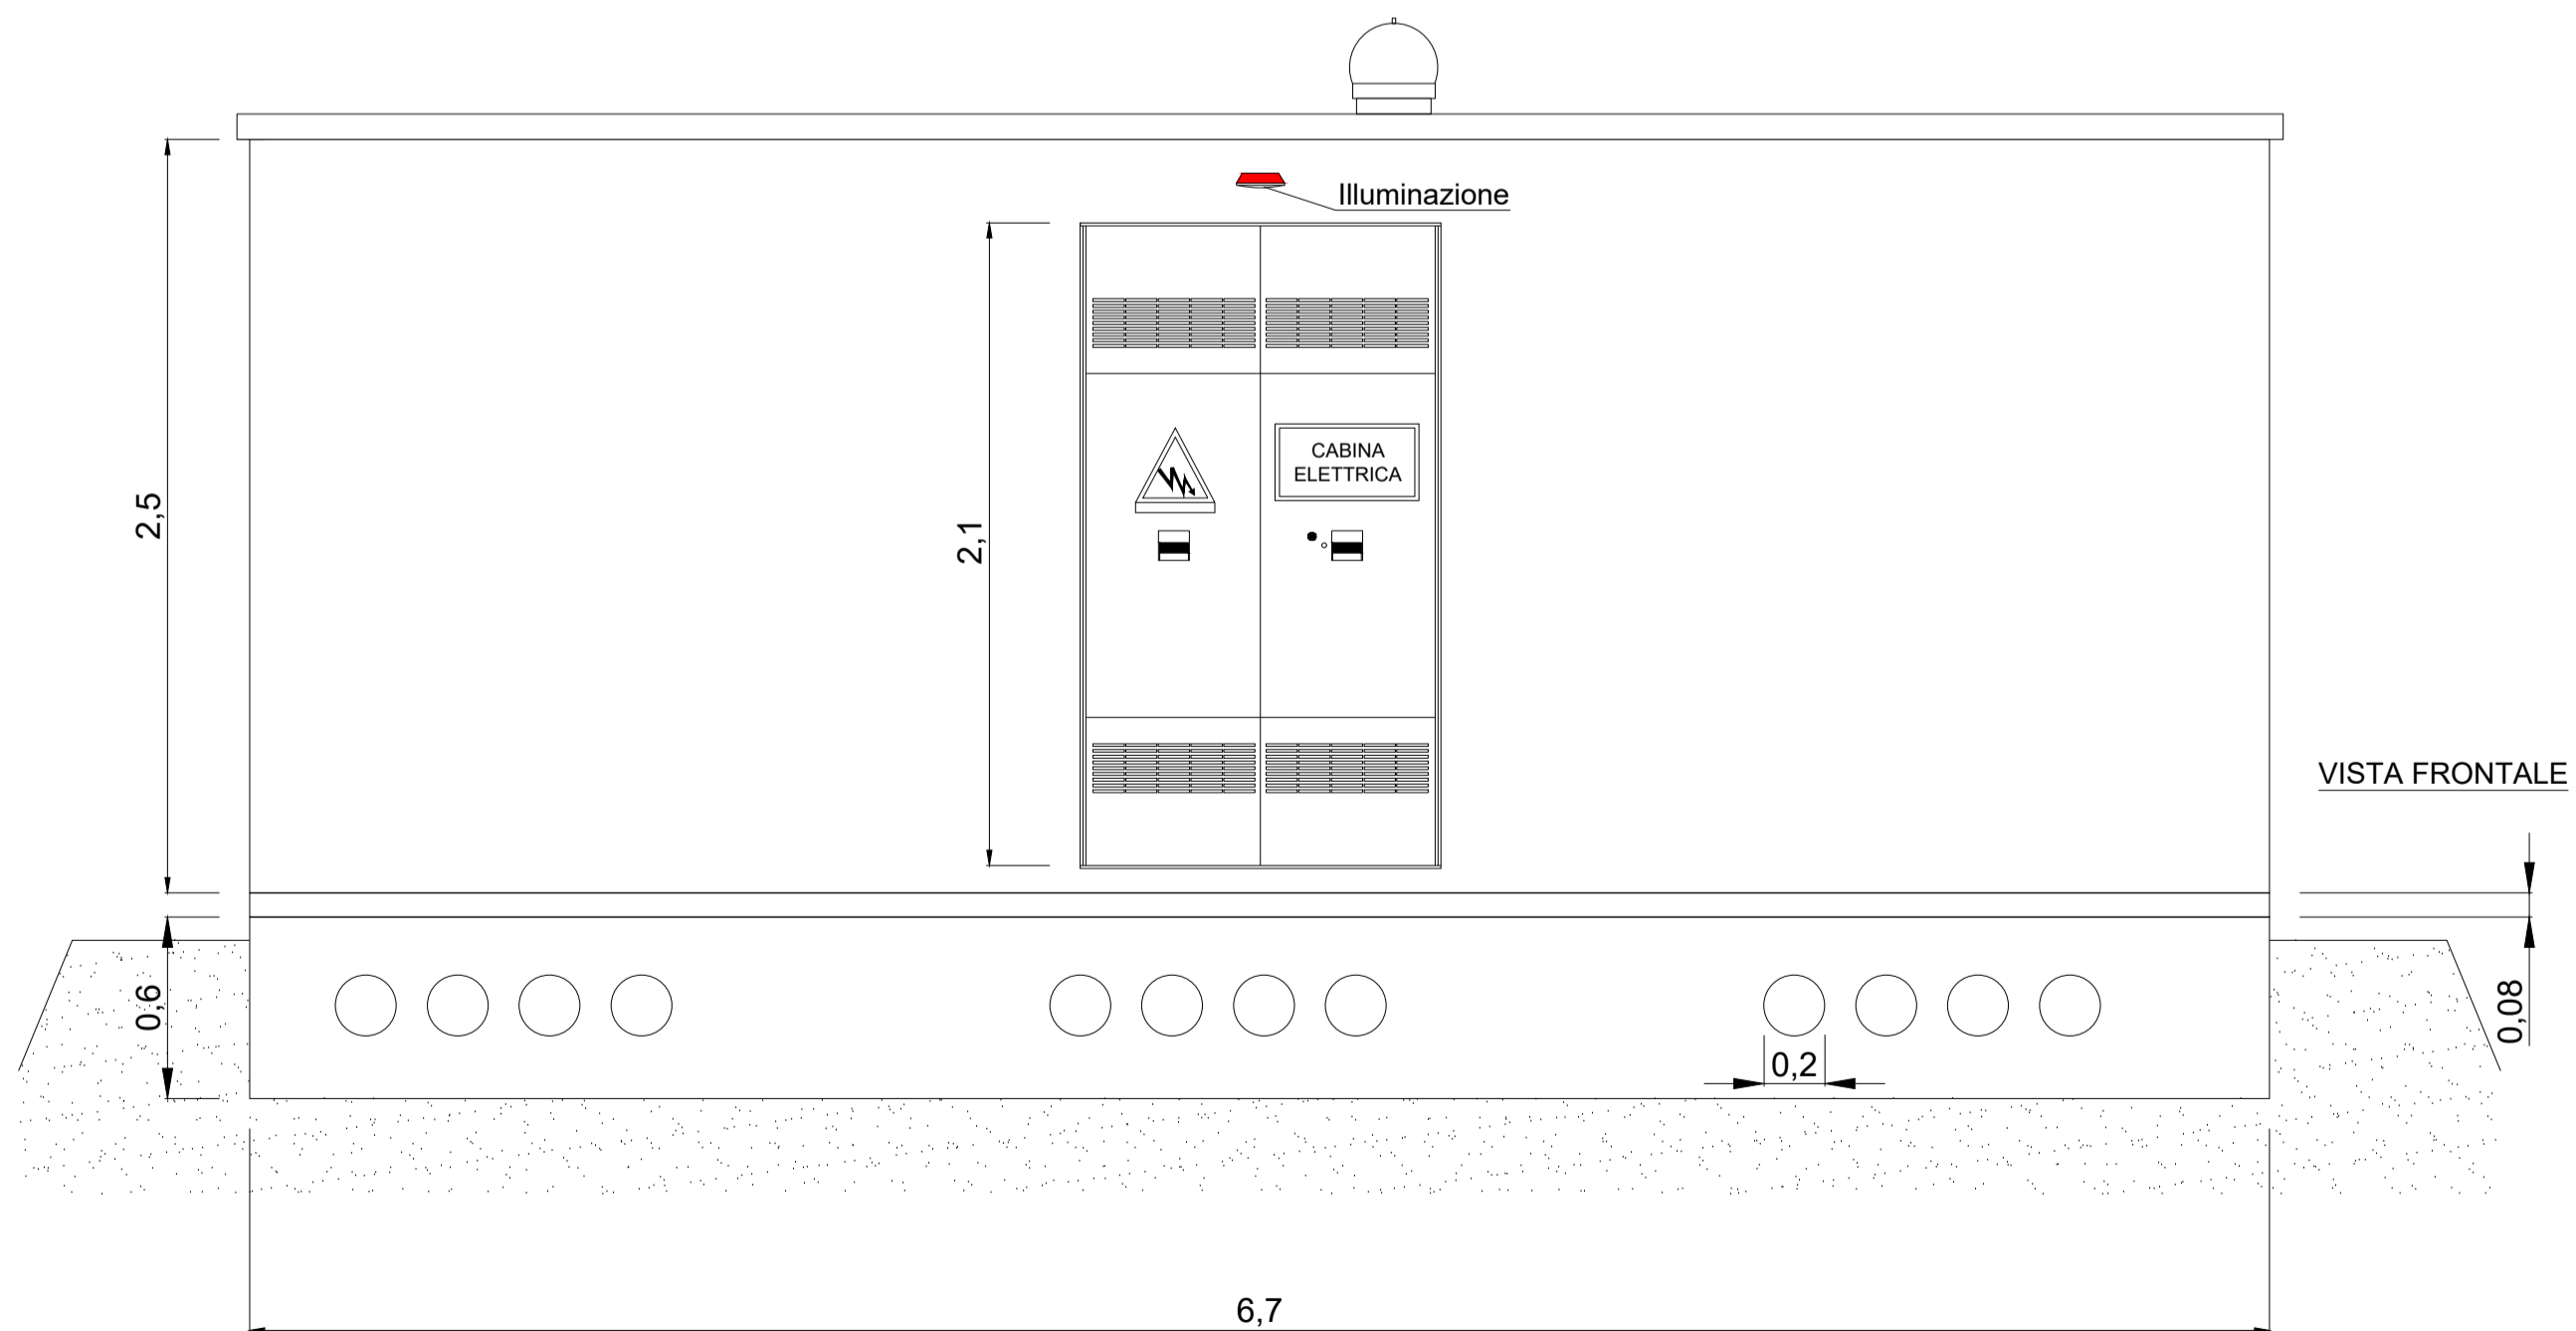 Illuminazione
CABINA
ELETTRICA
2,5
2,1
VISTA FRONTALE
0,6
0,2
0,08
6,7